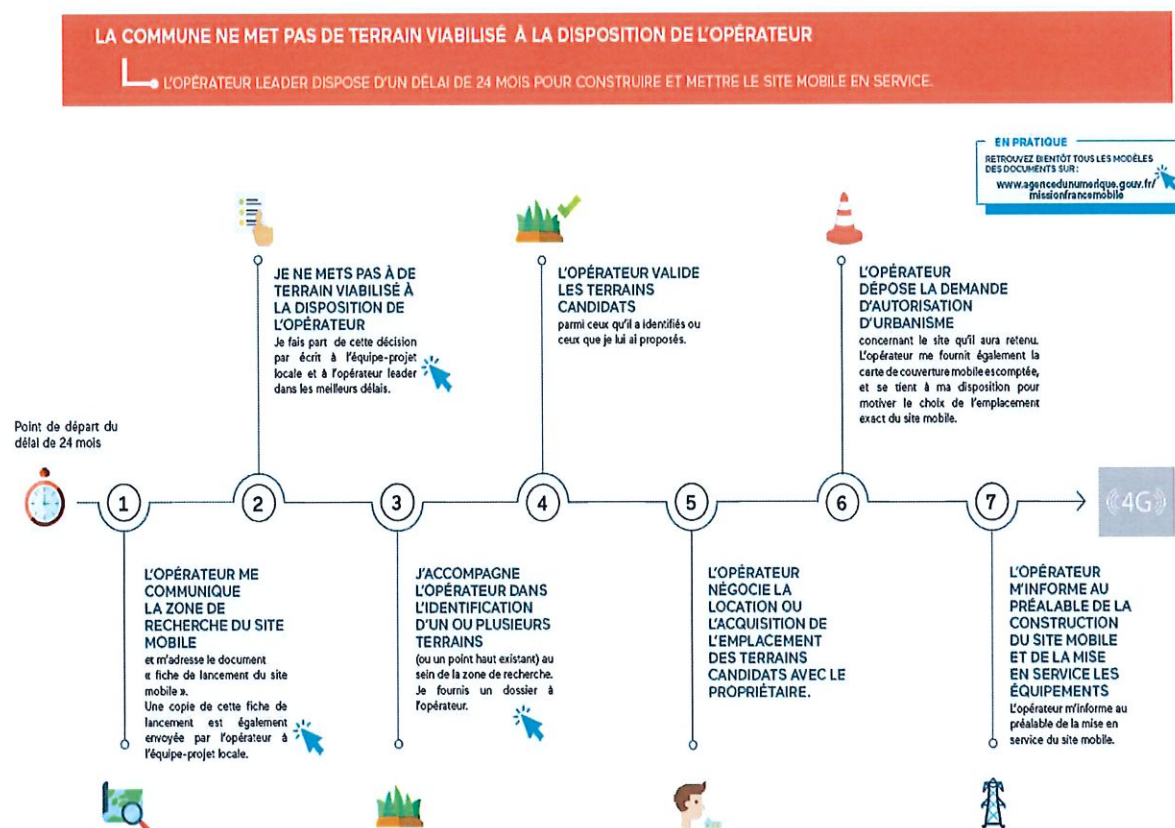 LA COMMUNE NE MET PAS DE TERRAIN VIABILISÉ À LA DISPOSITION DE L'OPÉRATEUR
L'OPÉRATEUR LEADER DISPOSE D'UN DÉLAI DE 24 MOIS POUR CONSTRUIRE ET METTRE LE SITE MOBILE EN SERVICE.
EN PRATIQUE
RETROUVEZ BIENTÔT TOUS LES MODÈLES
DES DOCUMENTS SUR :
www.agencedunumerique.gouv.fr/
missionfrancemobile
JE NE METS PAS À DE
TERRAIN VIABILISÉ À
LA DISPOSITION DE
L'OPÉRATEUR
Je fais part de cette décision
par écrit à l'équipe-projet
locale et à l'opérateur leader
dans les meilleurs délais.
L'OPÉRATEUR VALIDE
LES TERRAINS
CANDIDATS
parmi ceux qu'il a identifiés ou
ceux que je lui ai proposés.
L'OPÉRATEUR
DÉPOSE LA DEMANDE
D'AUTORISATION
D'URBANISME
concernant le site qu'il aura retenu.
L'opérateur me fournit également la
carte de couverture mobile escomptée,
et se tient à ma disposition pour
motiver le choix de l'emplacement
exact du site mobile.
Point de départ du
délai de 24 mois
1
2
3
4
5
6
7
4G
L'OPÉRATEUR ME
COMMUNIQUE
LA ZONE DE
RECHERCHE DU SITE
MOBILE
et m'adresse le document
« fiche de lancement du site
mobile ».
Une copie de cette fiche de
lancement est également
envoyée par l'opérateur à
l'équipe-projet locale.
J'ACCOMPAGNE
L'OPÉRATEUR DANS
L'IDENTIFICATION
D'UN OU PLUSIEURS
TERRAINS
(ou un point haut existant) au
sein de la zone de recherche.
Je fournis un dossier à
l'opérateur.
L'OPÉRATEUR
NÉGOCIE LA
LOCATION OU
L'ACQUISITION DE
L'EMPLACEMENT
DES TERRAINS
CANDIDATS AVEC LE
PROPRIÉTAIRE.
L'OPÉRATEUR
M'INFORME AU
PRÉALABLE DE LA
CONSTRUCTION
DU SITE MOBILE
ET DE LA MISE
EN SERVICE LES
ÉQUIPEMENTS
L'opérateur m'informe au
préalable de la mise en
service du site mobile.